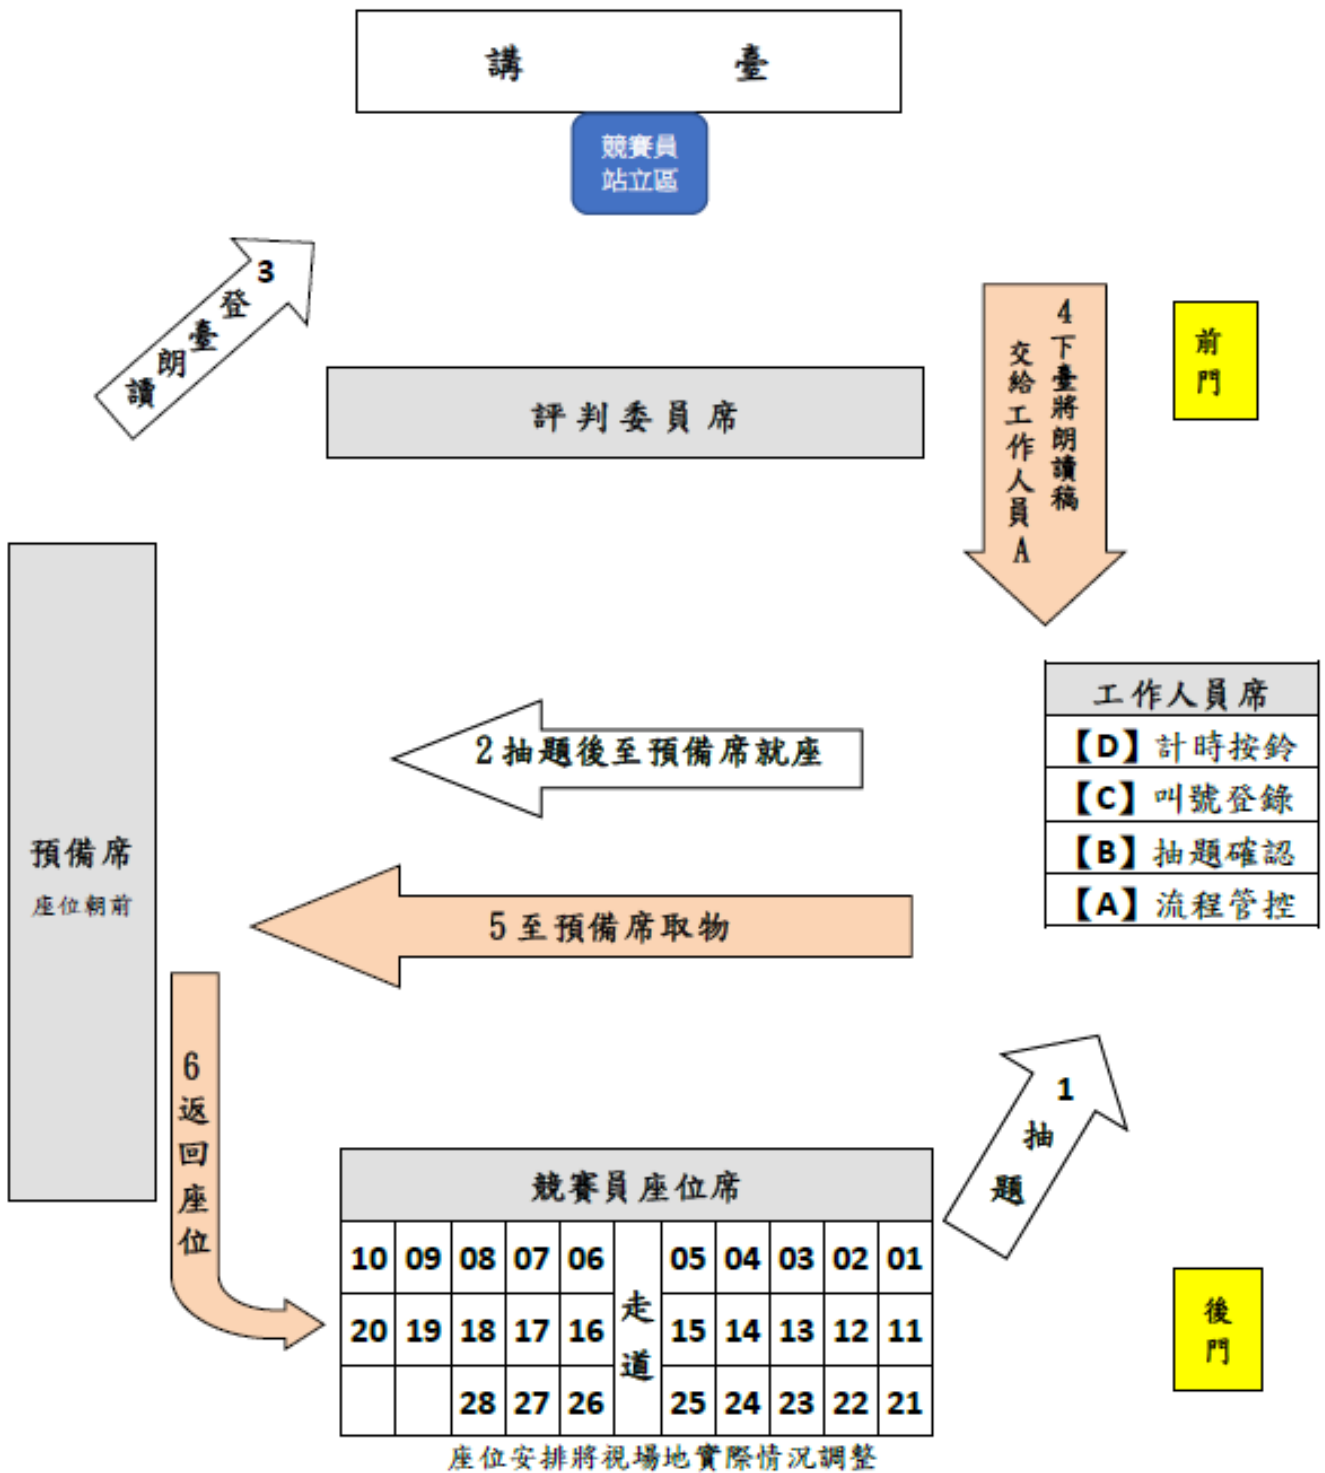 講臺
競賽員
站立區
3
登臺朗讀
4下臺將朗讀稿
交給工作人員A
前門
評判委員席
工作人員席
【D】計時按鈴
【C】叫號登錄
【B】抽題確認
【A】流程管控
2抽題後至預備席就座
預備席
座位朝前
5至預備席取物
6返回座位
1
抽題
競賽員座位席
10 09 08 07 06 05 04 03 02 01
20 19 18 17 16 15 14 13 12 11
28 27 26 25 24 23 22 21
走道
後門
座位安排將視場地實際情況調整